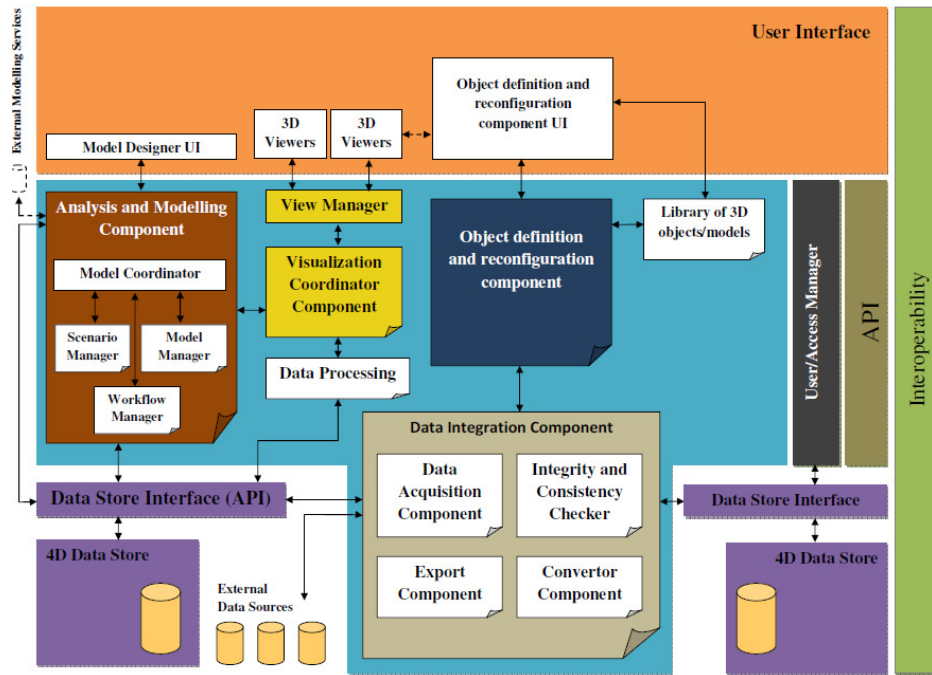 External Modelling Services
User Interface
Object definition and
reconfiguration
component UI
3D
Viewers
3D
Viewers
Model Designer UI
Analysis and Modelling
Component
Model Coordinator
Scenario
Manager
Model
Manager
Workflow
Manager
View Manager
Visualization
Coordinator
Component
Data Processing
Object definition
and reconfiguration
component
Library of 3D
objects/models
User/Access Manager
API
Interoperability
Data Integration Component
Data
Acquisition
Component
Integrity and
Consistency
Checker
Export
Component
Convertor
Component
Data Store Interface (API)
Data Store Interface
4D Data Store
External
Data Sources
4D Data Store